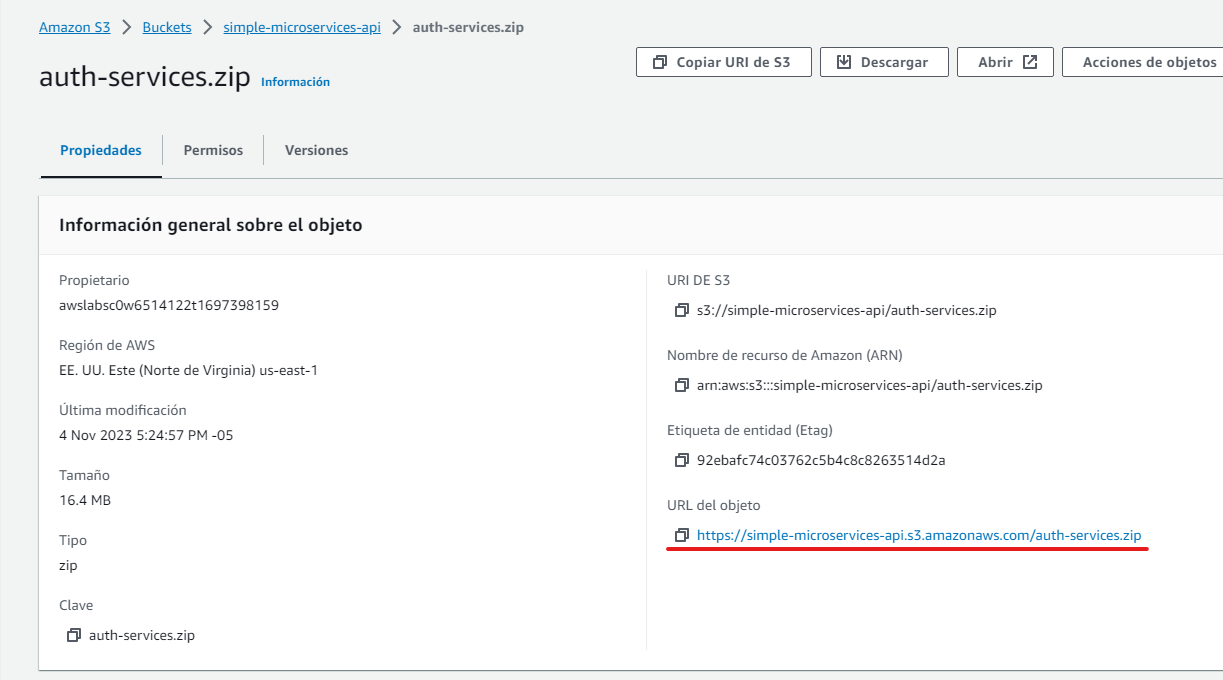 Amazon S3 > Buckets > simple-microservices-api > auth-services.zip
auth-services.zip Información
Copiar URI de S3 Descargar Abrir Acciones de objetos
Propiedades Permisos Versiones
Información general sobre el objeto
Propietario
awslabsc0w6514122t1697398159
Región de AWS
EE. UU. Este (Norte de Virginia) us-east-1
Última modificación
4 Nov 2023 5:24:57 PM -05
Tamaño
16.4 MB
Tipo
zip
Clave
auth-services.zip
URI DE S3
s3://simple-microservices-api/auth-services.zip
Nombre de recurso de Amazon (ARN)
arn:aws:s3:::simple-microservices-api/auth-services.zip
Etiqueta de entidad (Etag)
92ebafc74c03762c5b4c8c8263514d2a
URL del objeto
https://simple-microservices-api.s3.amazonaws.com/auth-services.zip